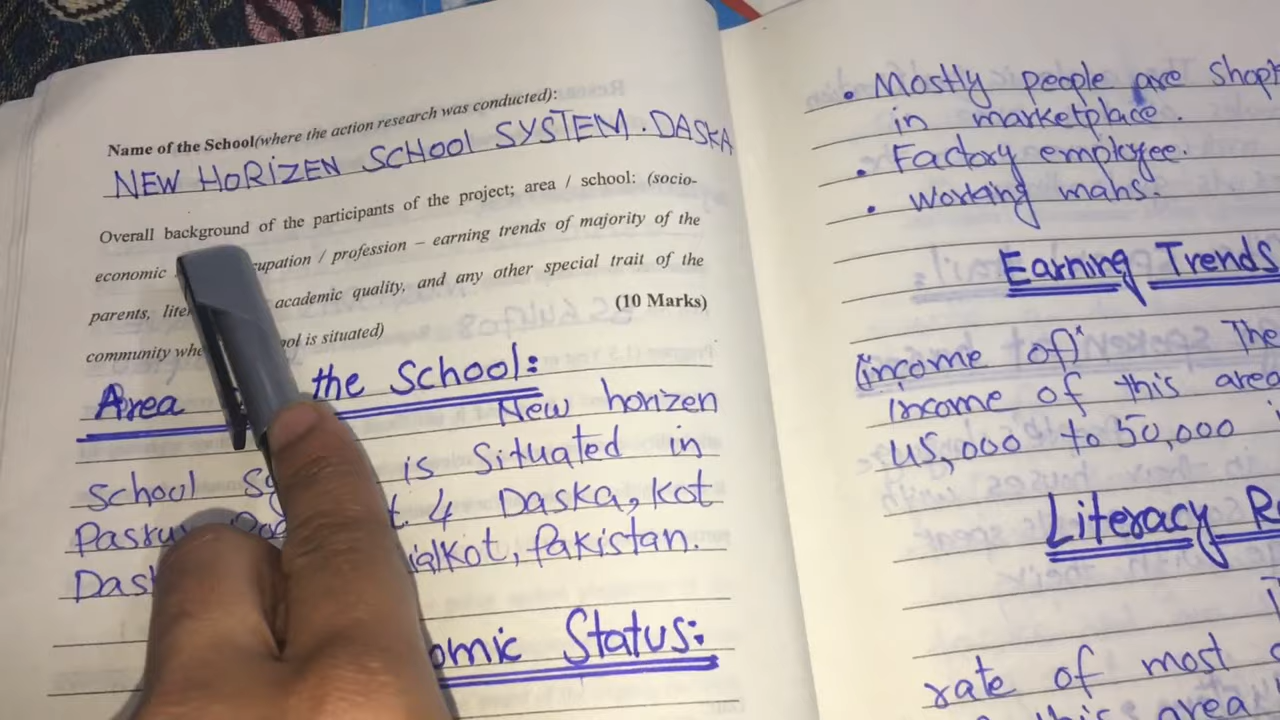 Name of the School(where the action research was conducted):
NEW HORIZEN SCHOOL SYSTEM. DASKA
Overall background of the participants of the project; area / school: (socio-
economic / profession – earning trends of majority of the
parents, academic quality, and any other special trait of the
community is situated)
(10 Marks)
Area the School:
New horizen
School is Situated in
4 Daska, Kot
Pakistan.
Status:
• Mostly people are
in marketplace.
• Factory employee.
• Working mahs.
Earning Trends
income of) The
income of this area
45,000 to 50,000
Literacy
rate of most
this area